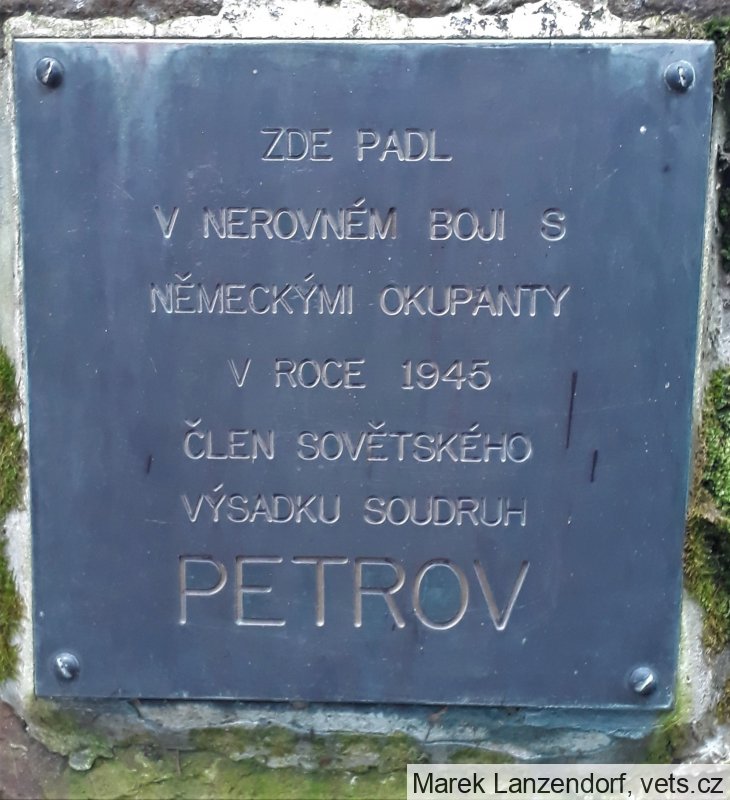 ZDE PADL
V NEROVNÉM BOJI S
NĚMECKÝMI OKUPANTY
V ROCE 1945
ČLEN SOVĚTSKÉHO
VÝSADKU SOUDRUH
PETROV
Marek Lanzendorf, vets.cz